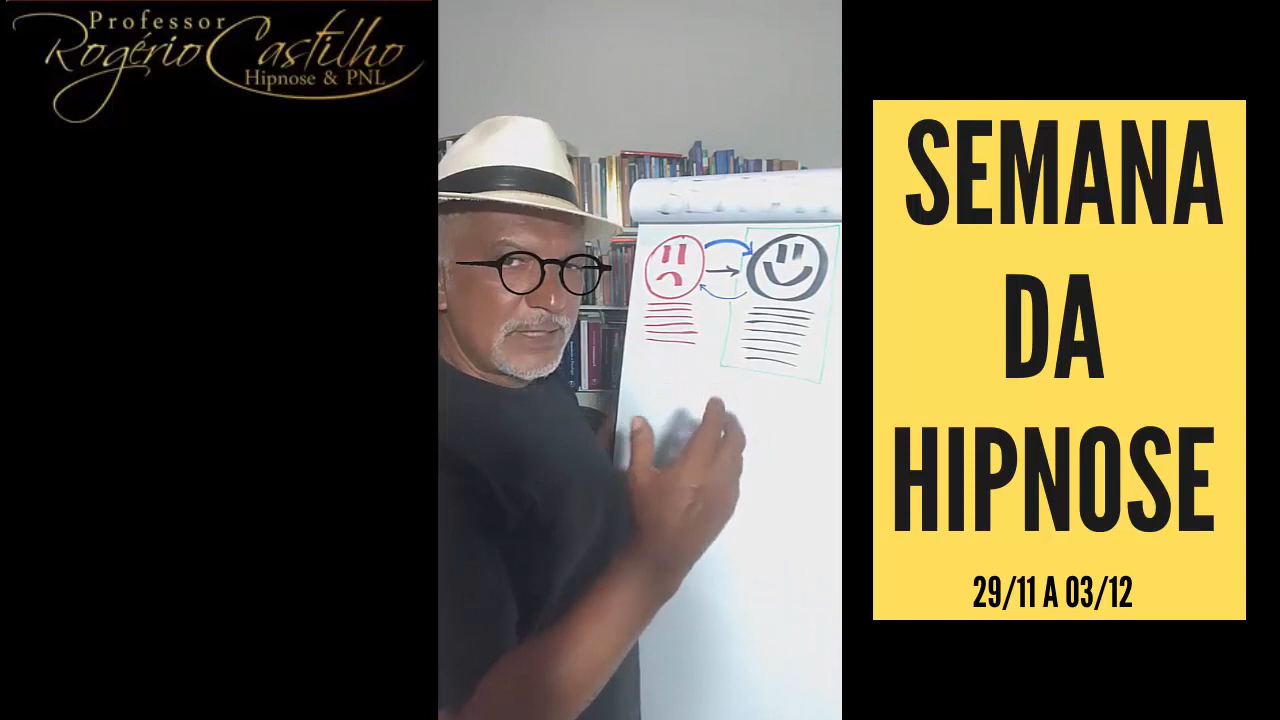 Professor
Rogério Castilho
Hipnose & PNL
SEMANA
DA
HIPNOSE
29/11 A 03/12